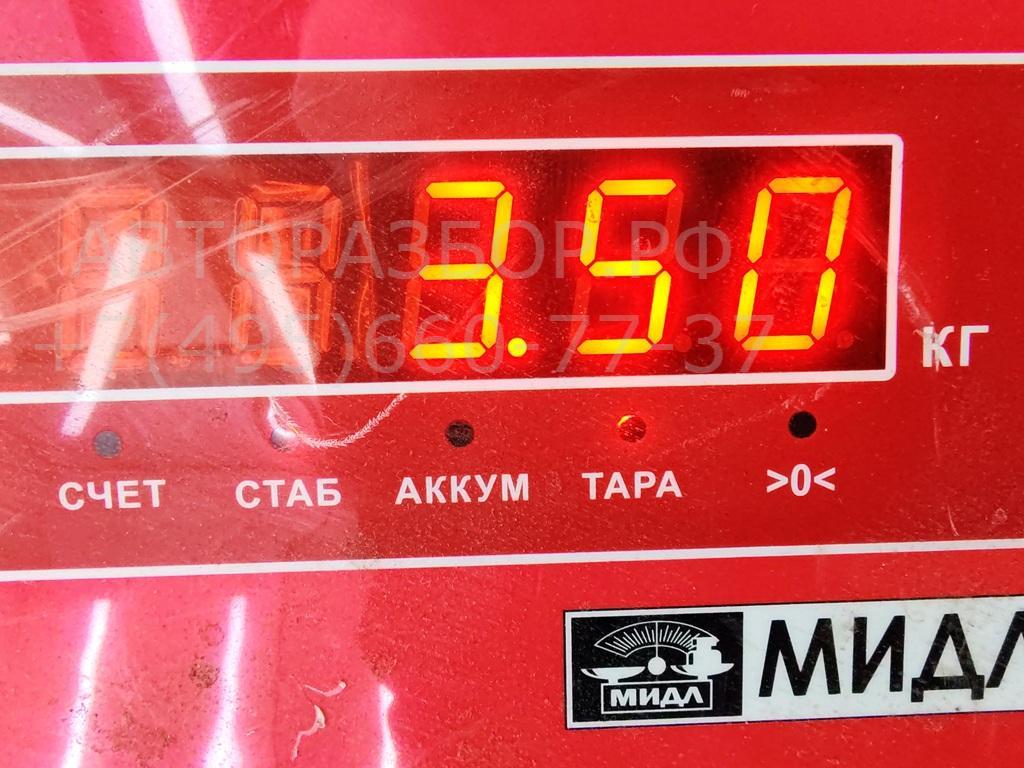 3.50
кг
АВТОРАЗБОР.РФ
+7(495)660-77-37
СЧЕТ СТАБ АККУМ ТАРА >0<
МИДЛ МИДЛ